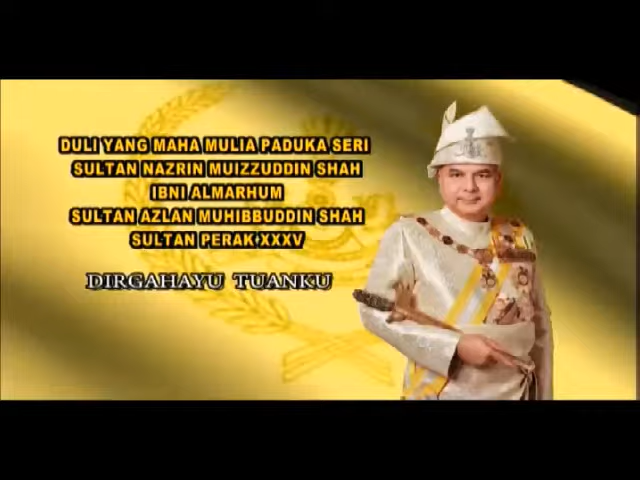 DULI YANG MAHA MULIA PADUKA SERI
SULTAN NAZRIN MUIZZUDDIN SHAH
IBNI ALMARHUM
SULTAN AZLAN MUHIBBUDDIN SHAH
SULTAN PERAK XXXV
DIRGAHAYU TUANKU